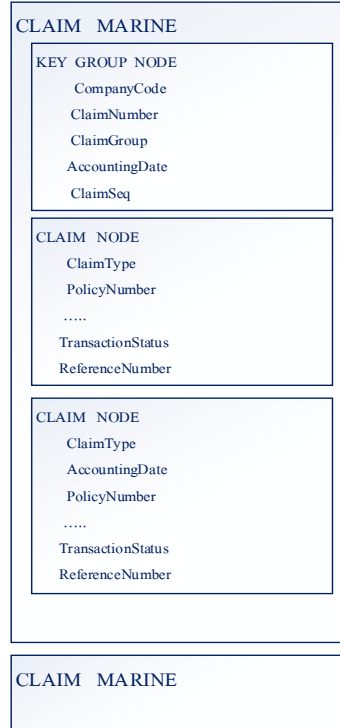 CLAIM MARINE
KEY GROUP NODE
CompanyCode
ClaimNumber
ClaimGroup
AccountingDate
ClaimSeq
CLAIM NODE
ClaimType
PolicyNumber
…..
TransactionStatus
ReferenceNumber
CLAIM NODE
ClaimType
AccountingDate
PolicyNumber
…..
TransactionStatus
ReferenceNumber
CLAIM MARINE